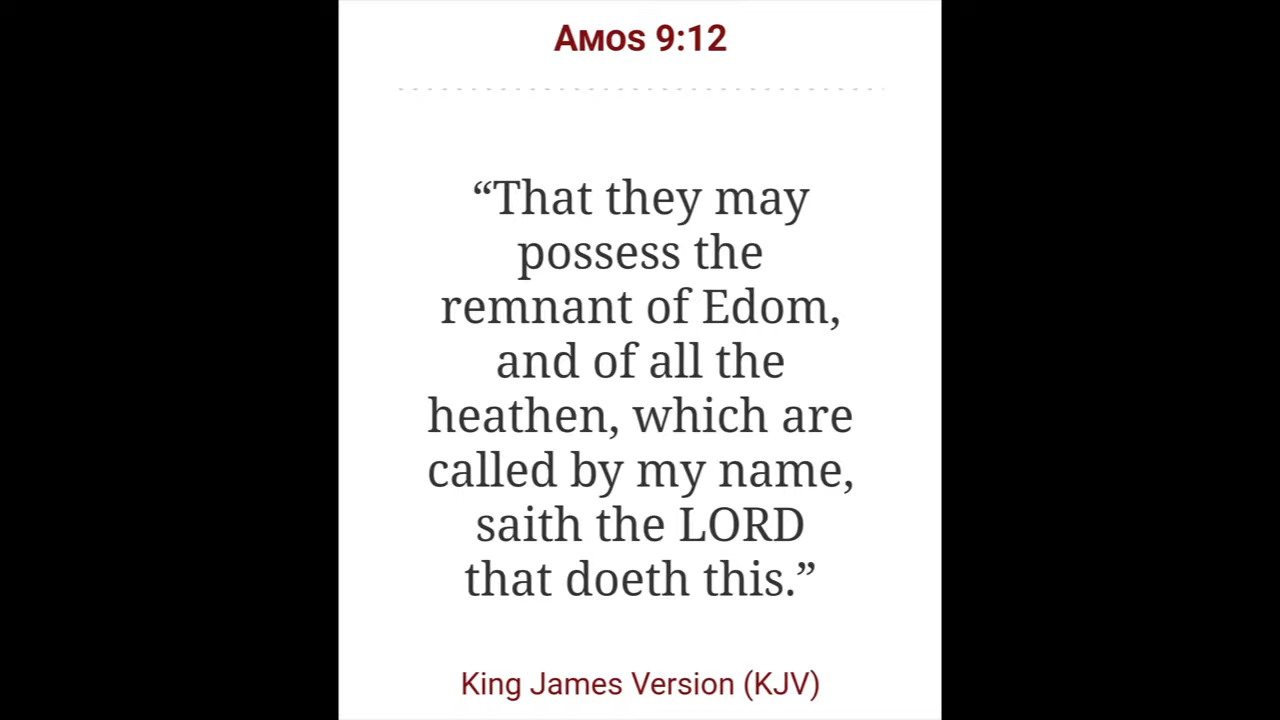 Amos 9:12
“That they may
possess the
remnant of Edom,
and of all the
heathen, which are
called by my name,
saith the LORD
that doeth this.”
King James Version (KJV)